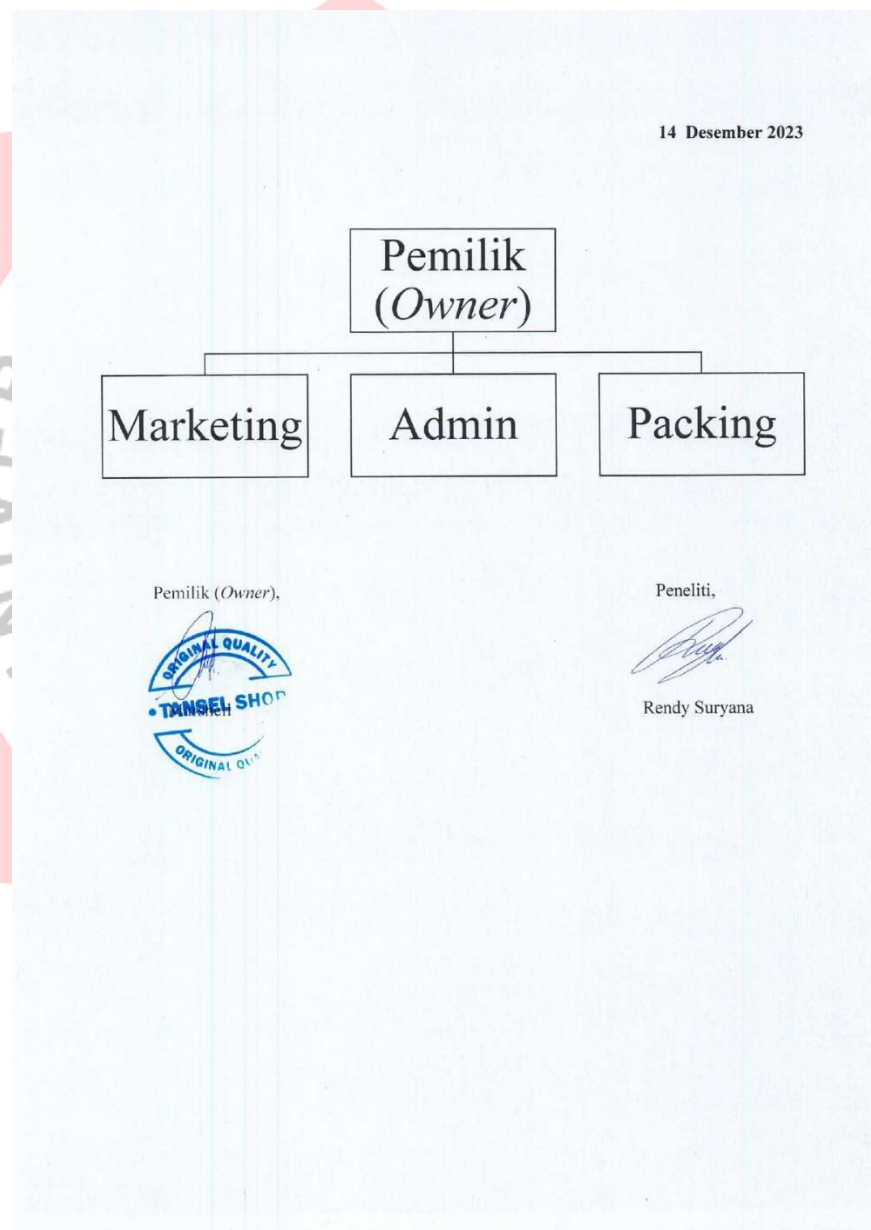 14 Desember 2023
Pemilik
(Owner)
Marketing
Admin
Packing
Pemilik (Owner),
Peneliti,
ORIGINAL QUALITY
• TANSEL SHOP
ORIGINAL
Rendy Suryana